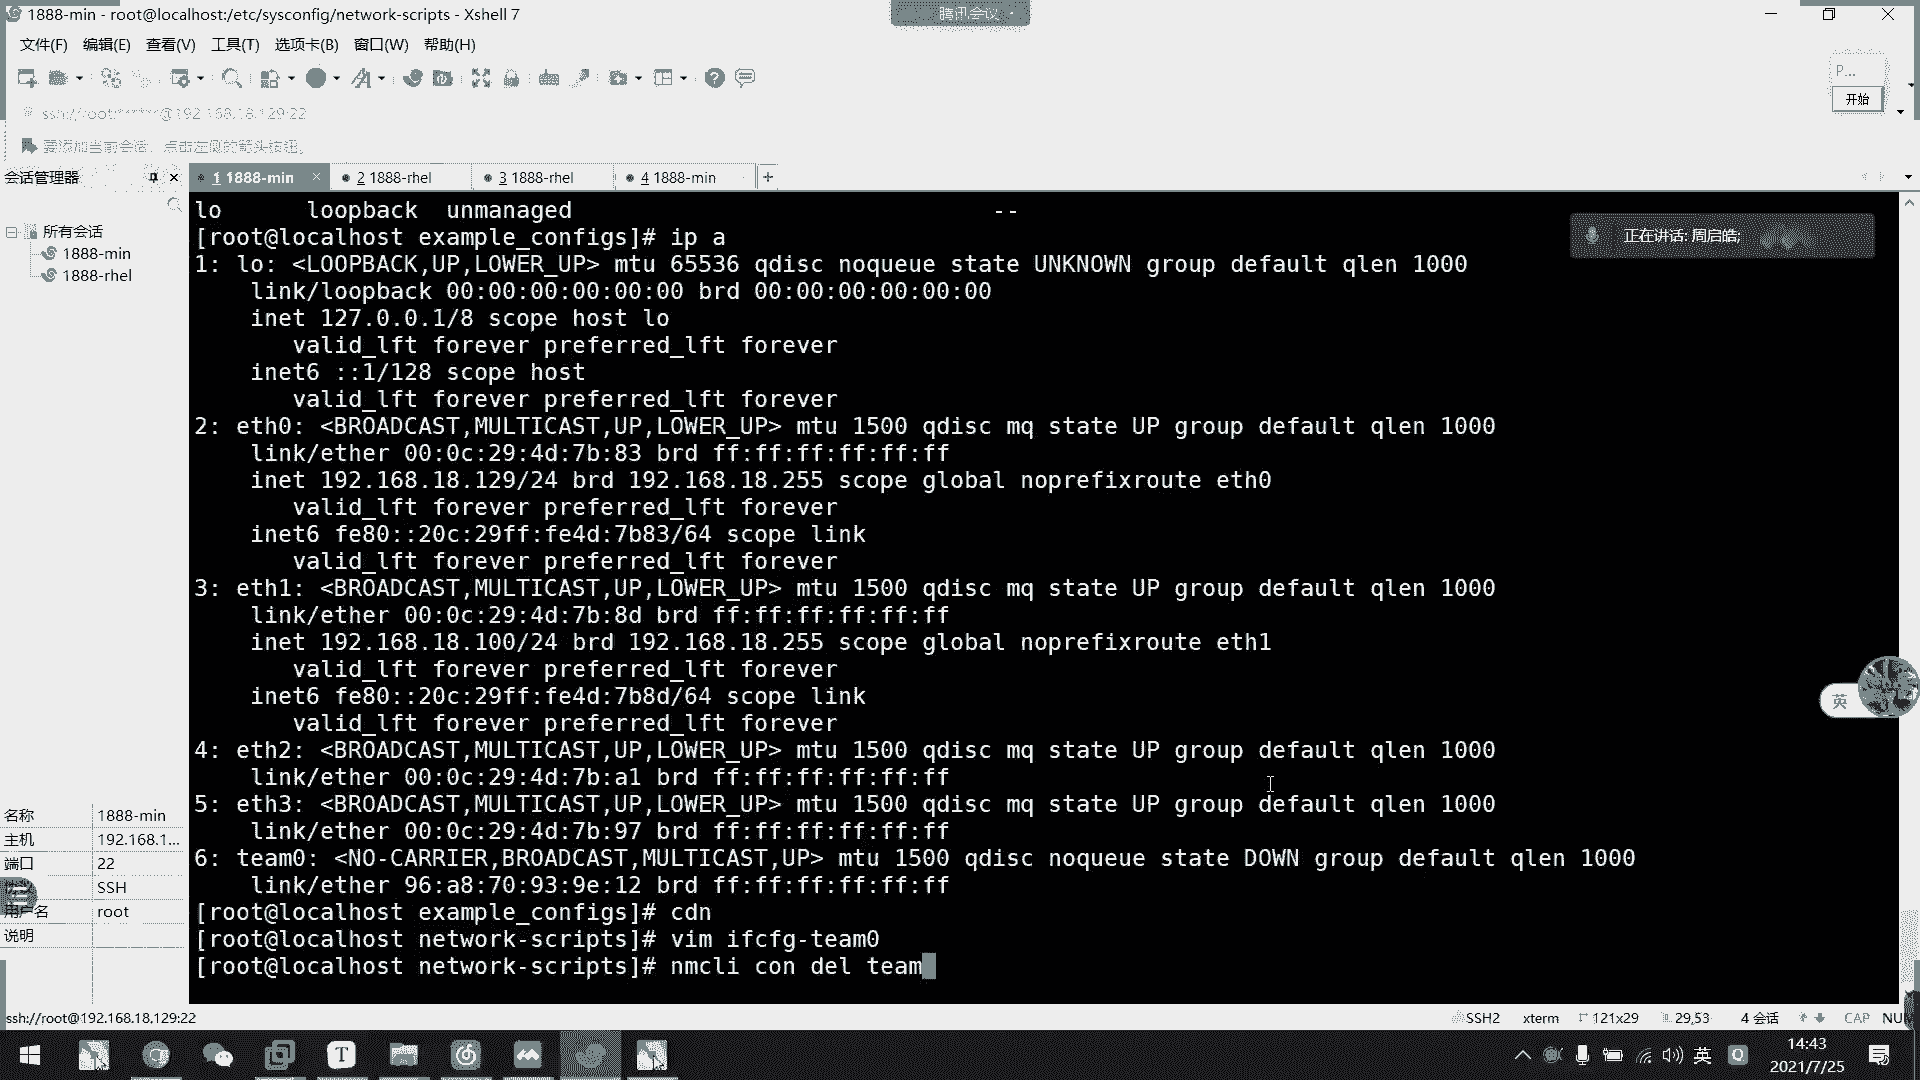 1888-min - root@localhost:/etc/sysconfig/network-scripts - Xshell 7
腾讯会议
文件(F) 编辑(E) 查看(V) 工具(T) 选项卡(B) 窗口(W) 帮助(H)
P...
开始
ssh://root:******@192.168.18.129:22
要添加当前会话，点击左侧的箭头按钮。
会话管理器
1 1888-min
2 1888-rhel
3 1888-rhel
4 1888-min
所有会话
1888-min
1888-rhel
正在讲话: 周启皓;
lo       loopback  unmanaged                              --
[root@localhost example_configs]# ip a
1: lo: <LOOPBACK,UP,LOWER_UP> mtu 65536 qdisc noqueue state UNKNOWN group default qlen 1000
    link/loopback 00:00:00:00:00:00 brd 00:00:00:00:00:00
    inet 127.0.0.1/8 scope host lo
       valid_lft forever preferred_lft forever
    inet6 ::1/128 scope host
       valid_lft forever preferred_lft forever
2: eth0: <BROADCAST,MULTICAST,UP,LOWER_UP> mtu 1500 qdisc mq state UP group default qlen 1000
    link/ether 00:0c:29:4d:7b:83 brd ff:ff:ff:ff:ff:ff
    inet 192.168.18.129/24 brd 192.168.18.255 scope global noprefixroute eth0
       valid_lft forever preferred_lft forever
    inet6 fe80::20c:29ff:fe4d:7b83/64 scope link
       valid_lft forever preferred_lft forever
3: eth1: <BROADCAST,MULTICAST,UP,LOWER_UP> mtu 1500 qdisc mq state UP group default qlen 1000
    link/ether 00:0c:29:4d:7b:8d brd ff:ff:ff:ff:ff:ff
    inet 192.168.18.100/24 brd 192.168.18.255 scope global noprefixroute eth1
       valid_lft forever preferred_lft forever
    inet6 fe80::20c:29ff:fe4d:7b8d/64 scope link
       valid_lft forever preferred_lft forever
4: eth2: <BROADCAST,MULTICAST,UP,LOWER_UP> mtu 1500 qdisc mq state UP group default qlen 1000
    link/ether 00:0c:29:4d:7b:a1 brd ff:ff:ff:ff:ff:ff
5: eth3: <BROADCAST,MULTICAST,UP,LOWER_UP> mtu 1500 qdisc mq state UP group default qlen 1000
    link/ether 00:0c:29:4d:7b:97 brd ff:ff:ff:ff:ff:ff
6: team0: <NO-CARRIER,BROADCAST,MULTICAST,UP> mtu 1500 qdisc noqueue state DOWN group default qlen 1000
    link/ether 96:a8:70:93:9e:12 brd ff:ff:ff:ff:ff:ff
[root@localhost example_configs]# cdn
[root@localhost network-scripts]# vim ifcfg-team0
[root@localhost network-scripts]# nmcli con del team
英
名称 1888-min
主机 192.168.1...
端口 22
SSH
用户名 root
说明
ssh://root@192.168.18.129:22
SSH2 xterm 121x29 29,53 4 会话 CAP NUM
英
14:43
2021/7/25